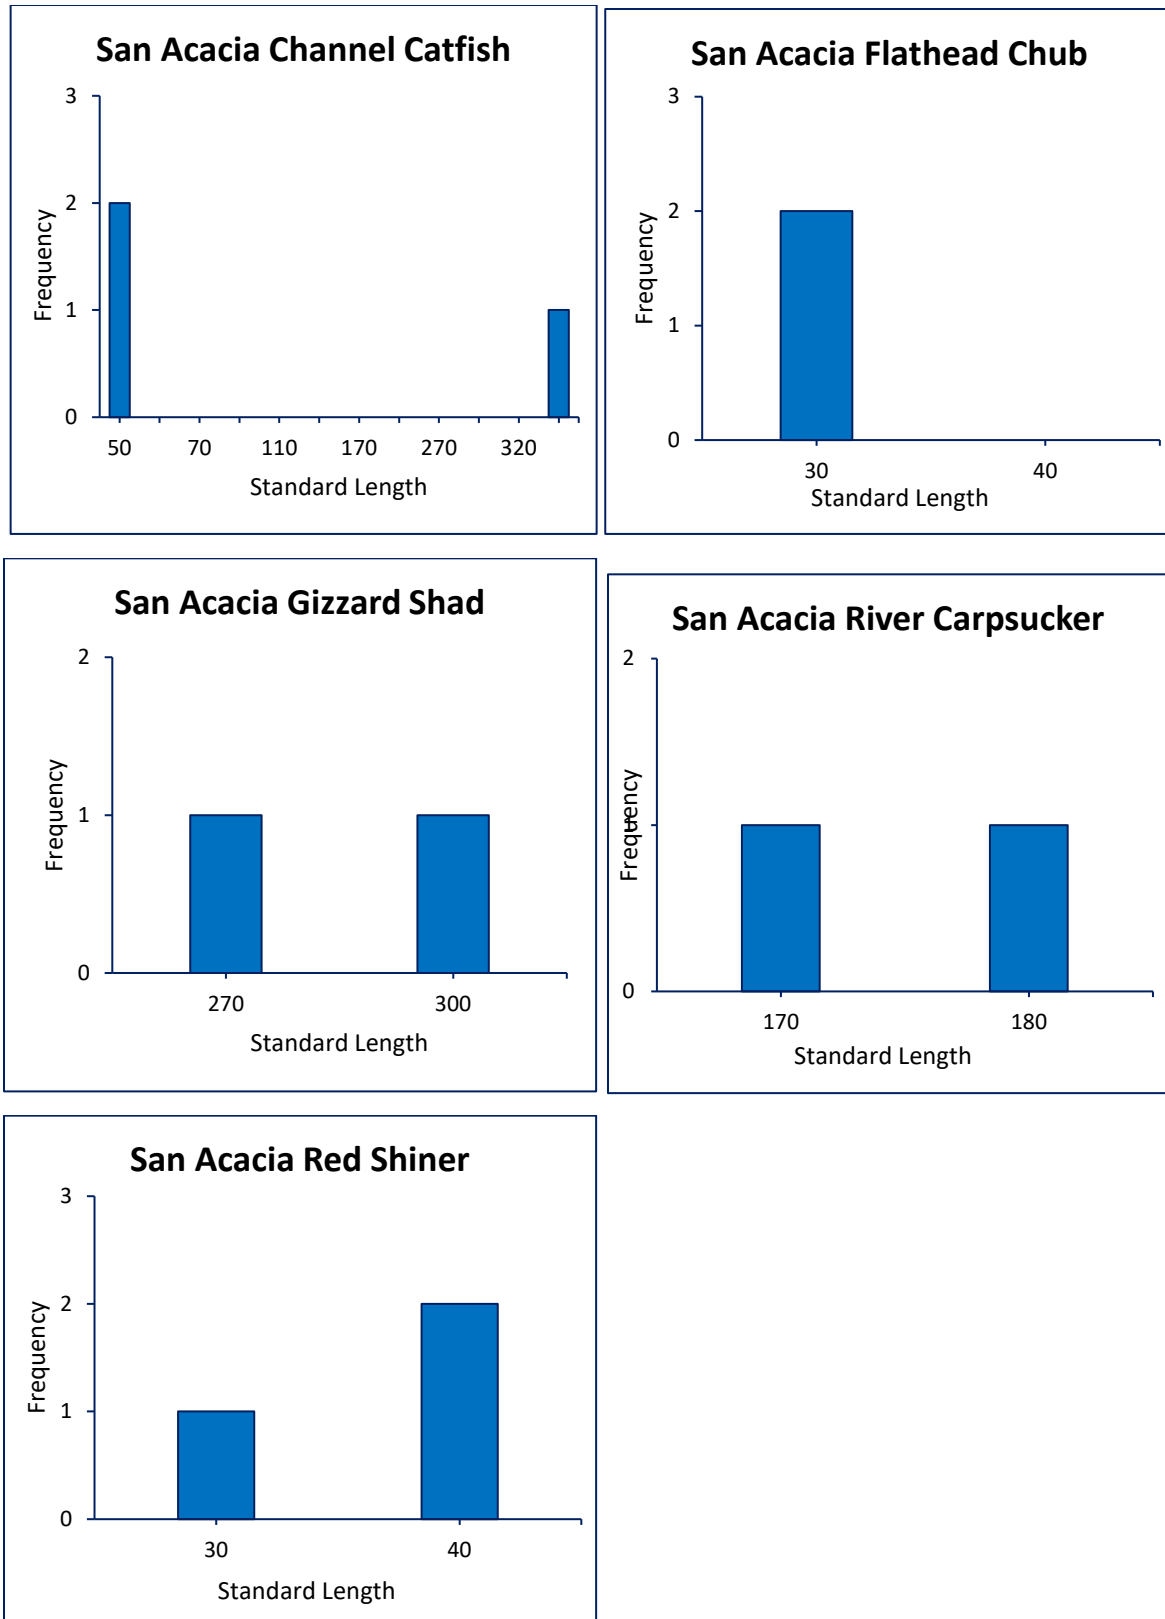 San Acacia Channel Catfish
3
2
1
0
Frequency
50 70 110 170 270 320
Standard Length
San Acacia Flathead Chub
3
2
1
0
Frequency
30 40
Standard Length
San Acacia Gizzard Shad
2
1
0
Frequency
270 300
Standard Length
San Acacia River Carpsucker
2
1
0
Frequency
170 180
Standard Length
San Acacia Red Shiner
3
2
1
0
Frequency
30 40
Standard Length